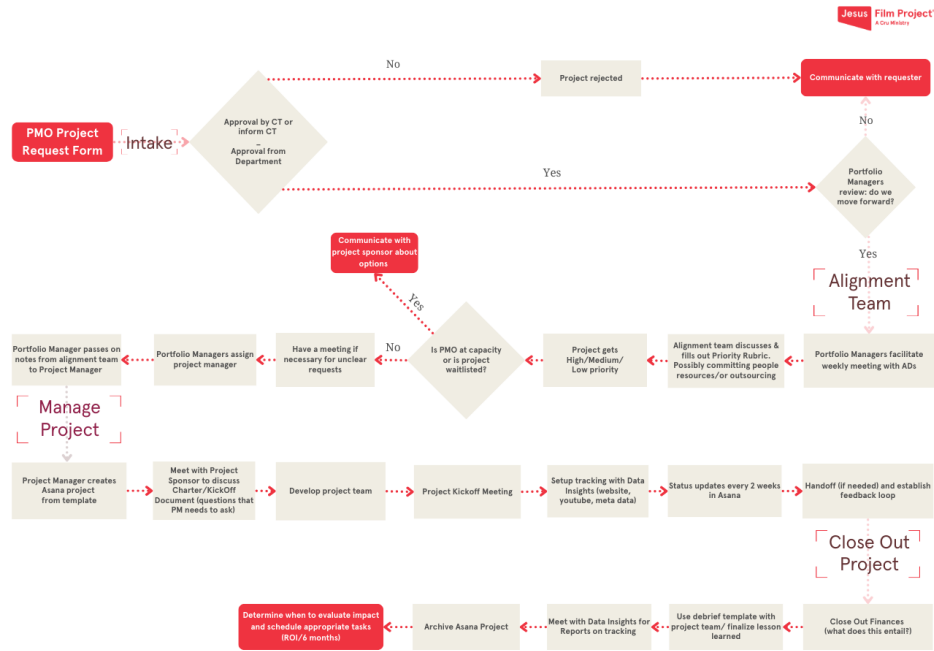 Jesus Film Project®
A Cru Ministry
No
Project rejected
Communicate with requester
PMO Project
Request Form
Intake
Approval by CT or
inform CT
–
Approval from
Department
No
Yes
Portfolio
Managers
review: do we
move forward?
Yes
Communicate with
project sponsor about
options
Alignment
Team
Yes
Portfolio Manager passes on
notes from alignment team
to Project Manager
Portfolio Managers assign
project manager
Have a meeting if
necessary for unclear
requests
No
Is PMO at capacity
or is project
waitlisted?
Project gets
High/Medium/
Low priority
Alignment team discusses &
fills out Priority Rubric.
Possibly committing people
resources/or outsourcing
Portfolio Managers facilitate
weekly meeting with ADs
Manage
Project
Project Manager creates
Asana project
from template
Meet with Project
Sponsor to discuss
Charter/KickOff
Document (questions that
PM needs to ask)
Develop project team
Project Kickoff Meeting
Setup tracking with Data
Insights (website,
youtube, meta data)
Status updates every 2 weeks
in Asana
Handoff (if needed) and establish
feedback loop
Close Out
Project
Determine when to evaluate impact
and schedule appropriate tasks
(ROI/6 months)
Archive Asana Project
Meet with Data Insights for
Reports on tracking
Use debrief template with
project team/ finalize lesson
learned
Close Out Finances
(what does this entail?)